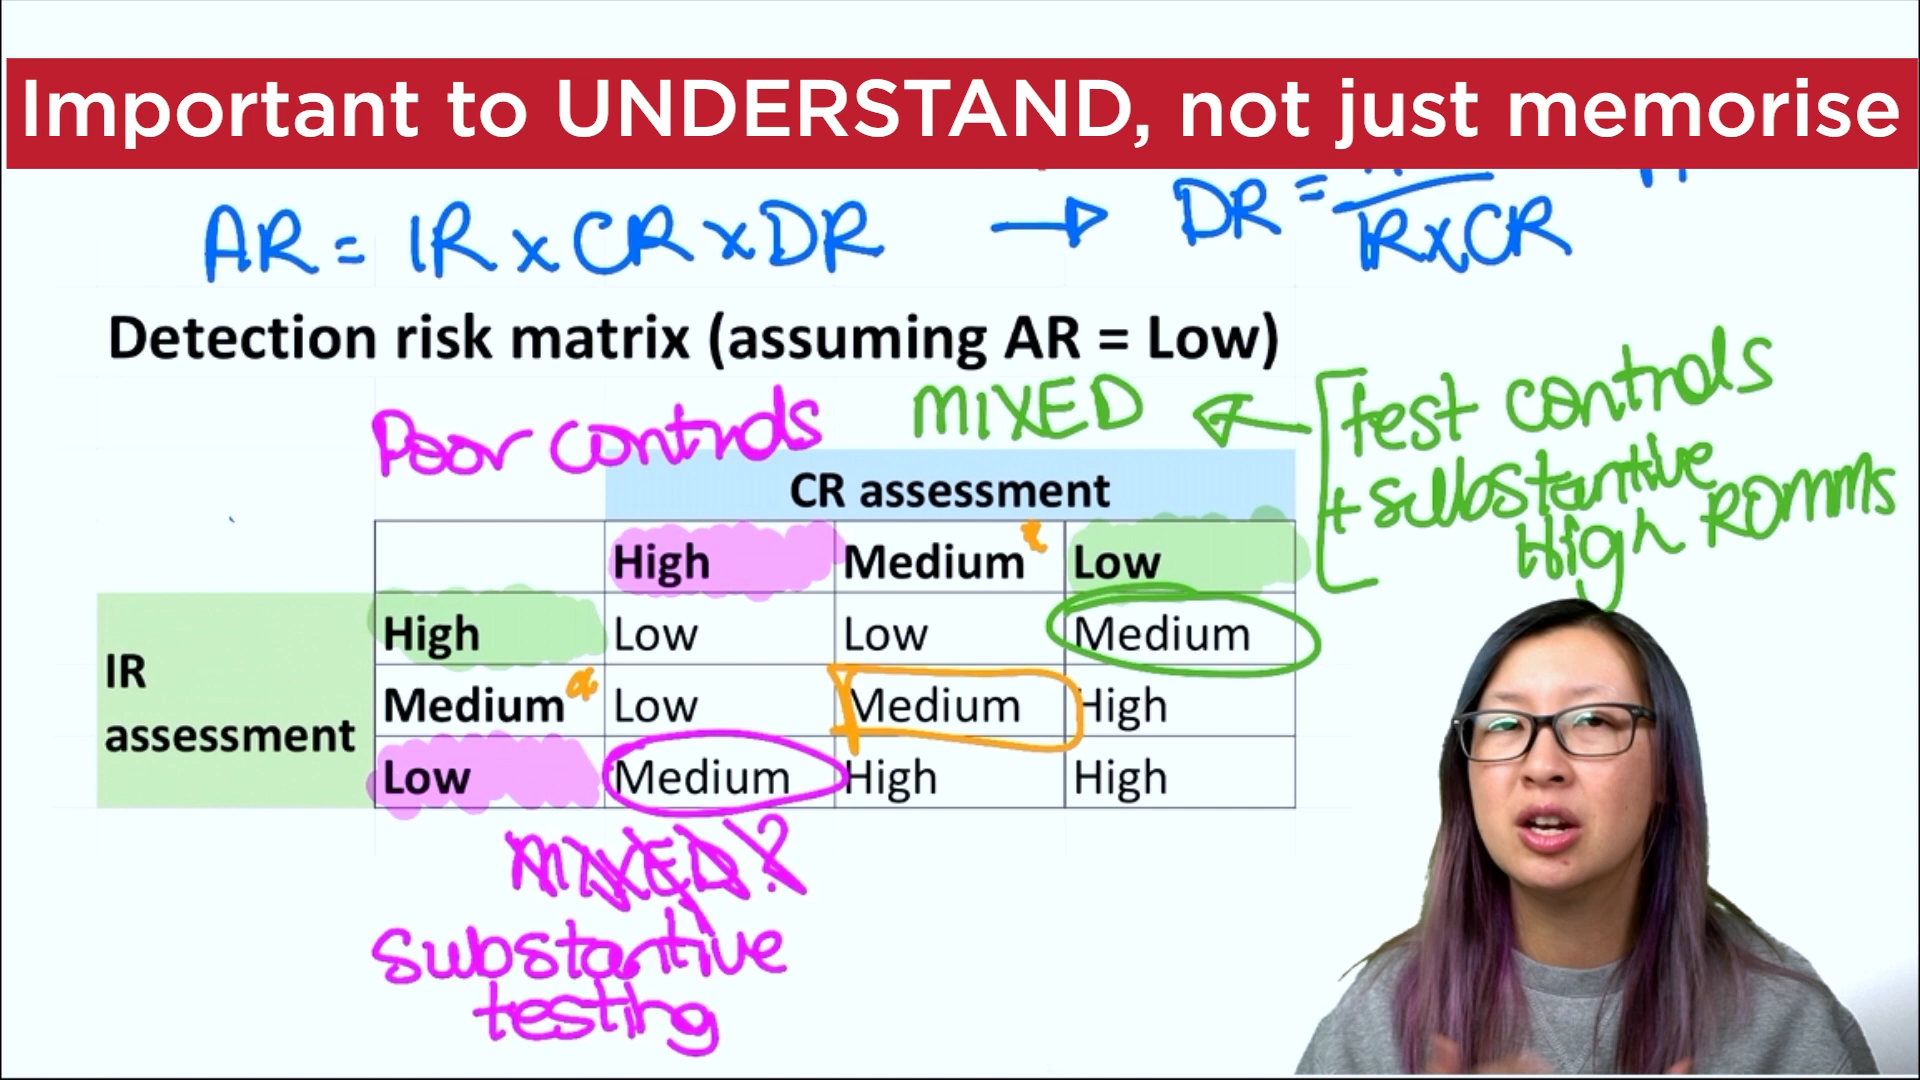 Important to UNDERSTAND, not just memorise
AR = IR x CR x DR → DR =
IR x CR
Detection risk matrix (assuming AR = Low)
Poor controls
MIXED
test controls
+ substantive
High ROMMs
CR assessment
High Medium Low
IR assessment
High Low Low Medium
Medium Low Medium High
Low Medium High High
MIXED?
Substantive
testing